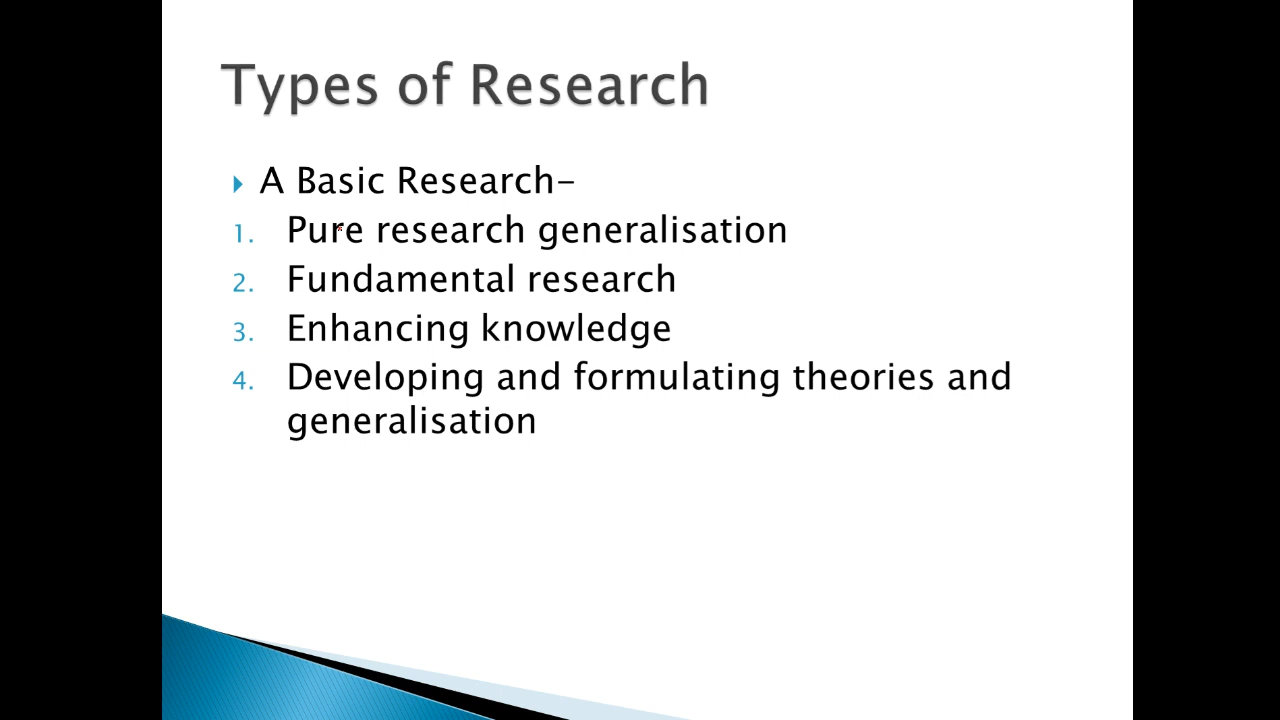 Types of Research
A Basic Research-
1. Pure research generalisation
2. Fundamental research
3. Enhancing knowledge
4. Developing and formulating theories and
generalisation